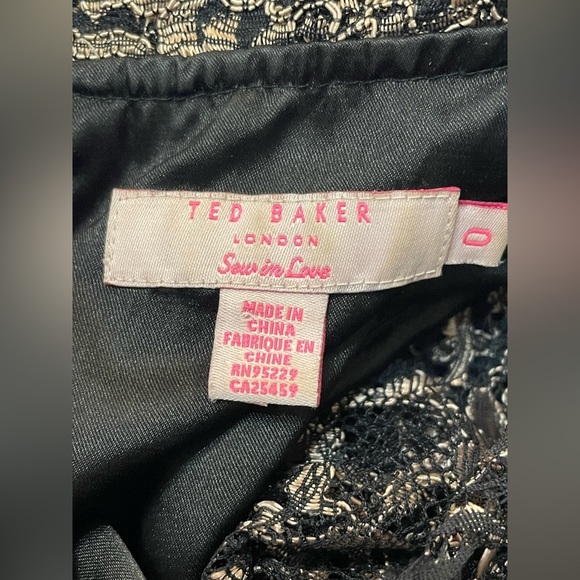 TED BAKER
LONDON
Sew in Love
0
MADE IN
CHINA
FABRIQUE EN
CHINE
RN95229
CA25459